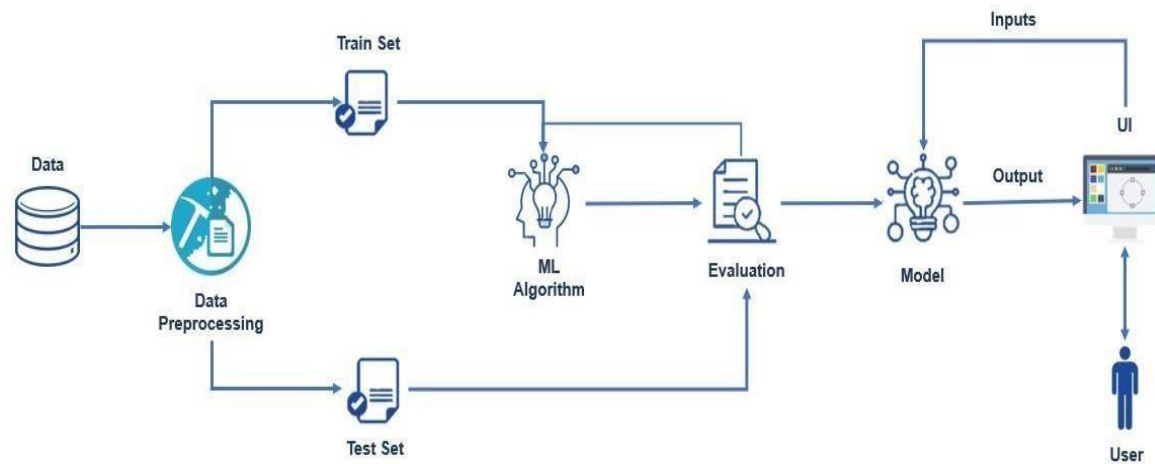 Inputs
Train Set
UI
Data
Output
ML
Algorithm
Evaluation
Model
Data
Preprocessing
Test Set
User